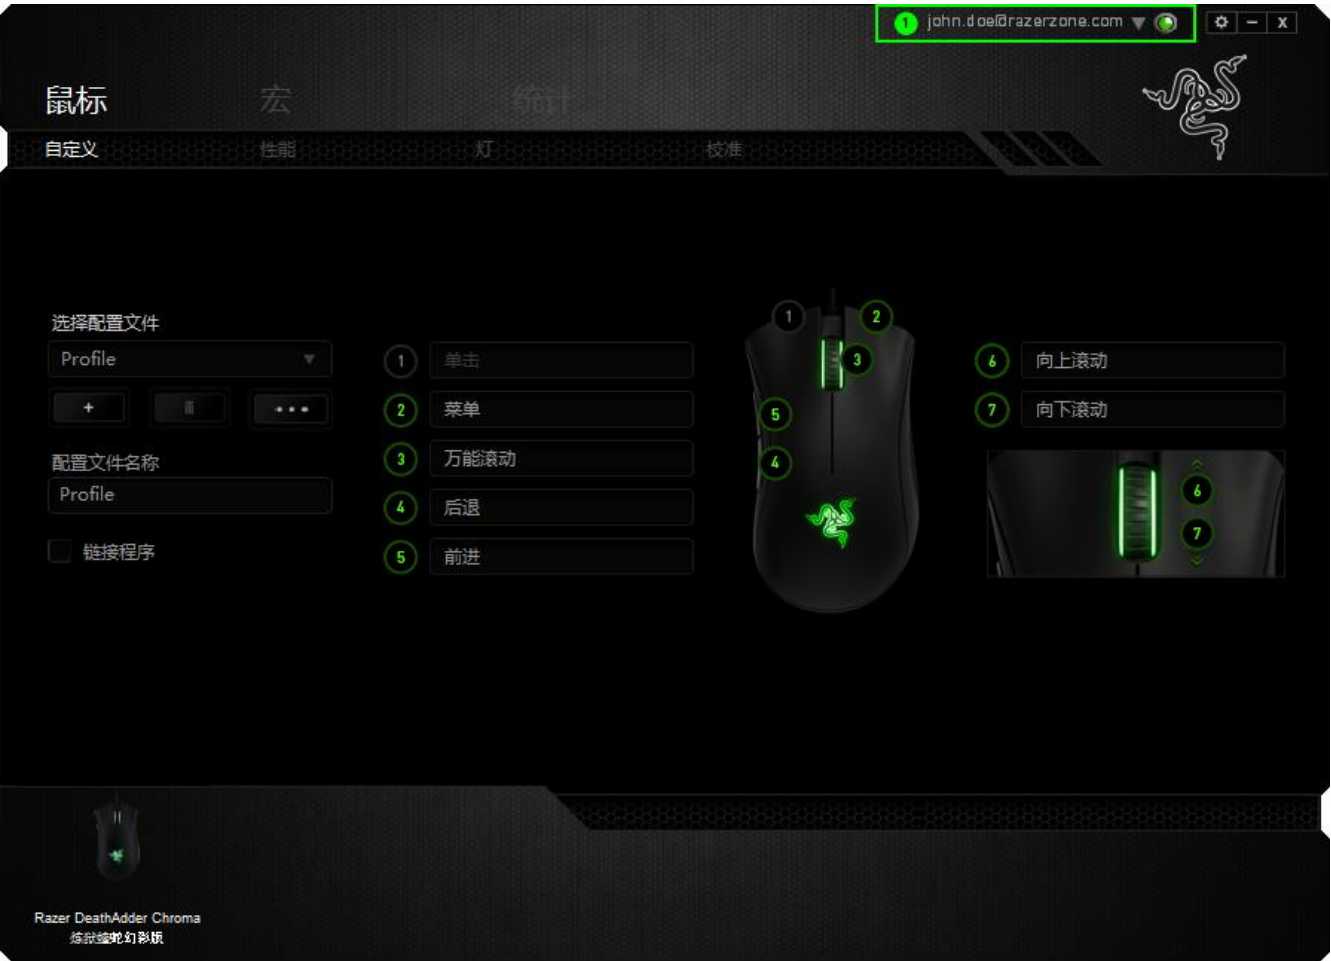 1 john.doe@razerzone.com
X
鼠标 宏 统计
自定义 性能 灯 校准
选择配置文件
Profile
配置文件名称
Profile
链接程序
1 单击
2 菜单
3 万能滚动
4 后退
5 前进
1 2
3
5
4
6 向上滚动
7 向下滚动
6
7
Razer DeathAdder Chroma
炼狱蝰蛇幻彩版